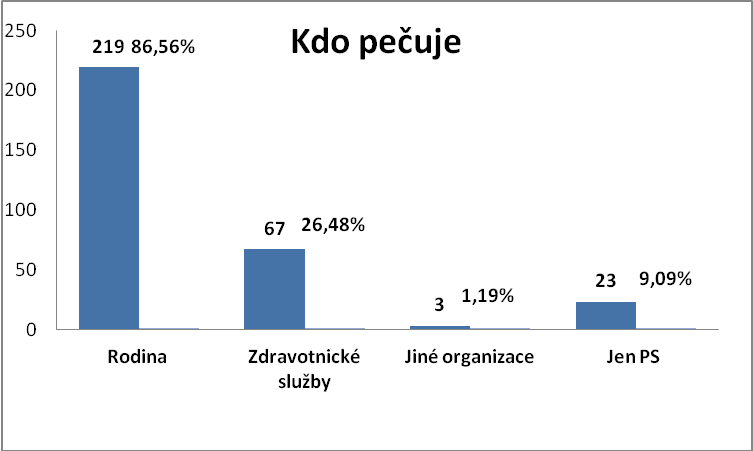 Kdo pečuje
250
200
150
100
50
0
219 86,56%
67 26,48%
3 1,19%
23 9,09%
Rodina
Zdravotnické
služby
Jiné organizace
Jen PS